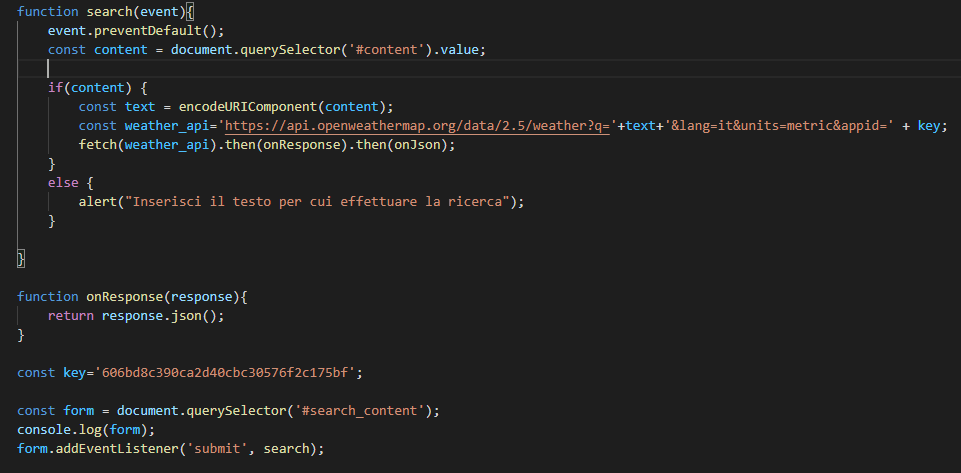 function search(event){
event.preventDefault();
const content = document.querySelector('#content').value;
if(content) {
const text = encodeURIComponent(content);
const weather_api='https://api.openweathermap.org/data/2.5/weather?q='+text+'&lang=it&units=metric&appid=' + key;
fetch(weather_api).then(onResponse).then(onJson);
}
else {
alert("Inserisci il testo per cui effettuare la ricerca");
}
}
function onResponse(response){
return response.json();
}
const key='606bd8c390ca2d40cbc30576f2c175bf';
const form = document.querySelector('#search_content');
console.log(form);
form.addEventListener('submit', search);